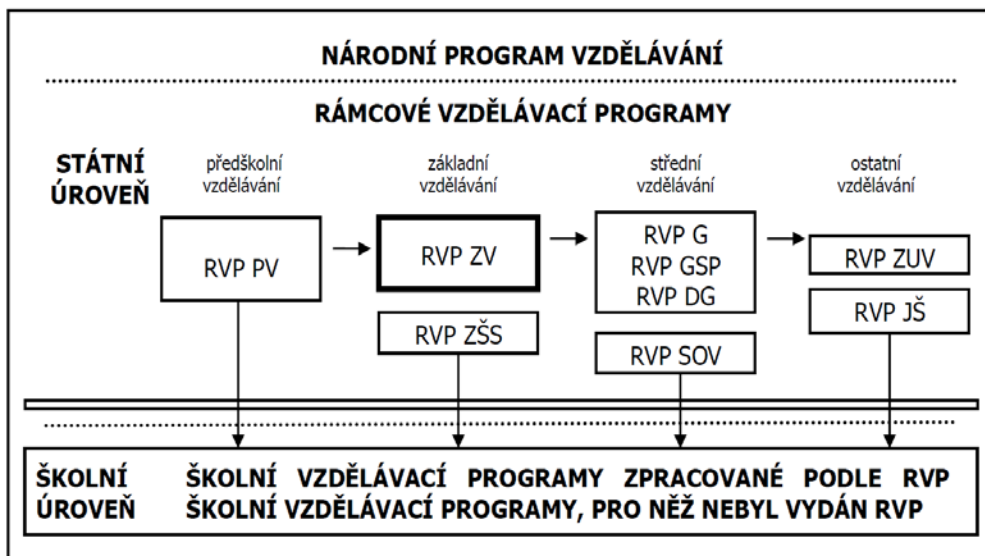 NÁRODNÍ PROGRAM VZDĚLÁVÁNÍ
RÁMCOVÉ VZDĚLÁVACÍ PROGRAMY
STÁTNÍ
ÚROVEŇ
předškolní
vzdělávání
základní
vzdělávání
střední
vzdělávání
ostatní
vzdělávání
RVP PV
RVP ZV
RVP ZŠS
RVP G
RVP GSP
RVP DG
RVP SOV
RVP ZUV
RVP JŠ
ŠKOLNÍ
ÚROVEŇ
ŠKOLNÍ VZDĚLÁVACÍ PROGRAMY ZPRACOVANÉ PODLE RVP
ŠKOLNÍ VZDĚLÁVACÍ PROGRAMY, PRO NĚŽ NEBYL VYDÁN RVP